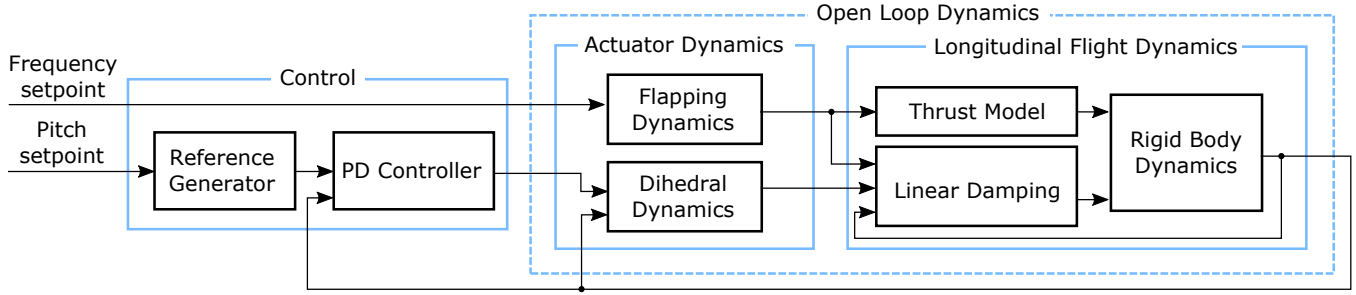 Open Loop Dynamics
Actuator Dynamics
Longitudinal Flight Dynamics
Control
Frequency
setpoint
Pitch
setpoint
Reference
Generator
PD Controller
Flapping
Dynamics
Dihedral
Dynamics
Thrust Model
Linear Damping
Rigid Body
Dynamics